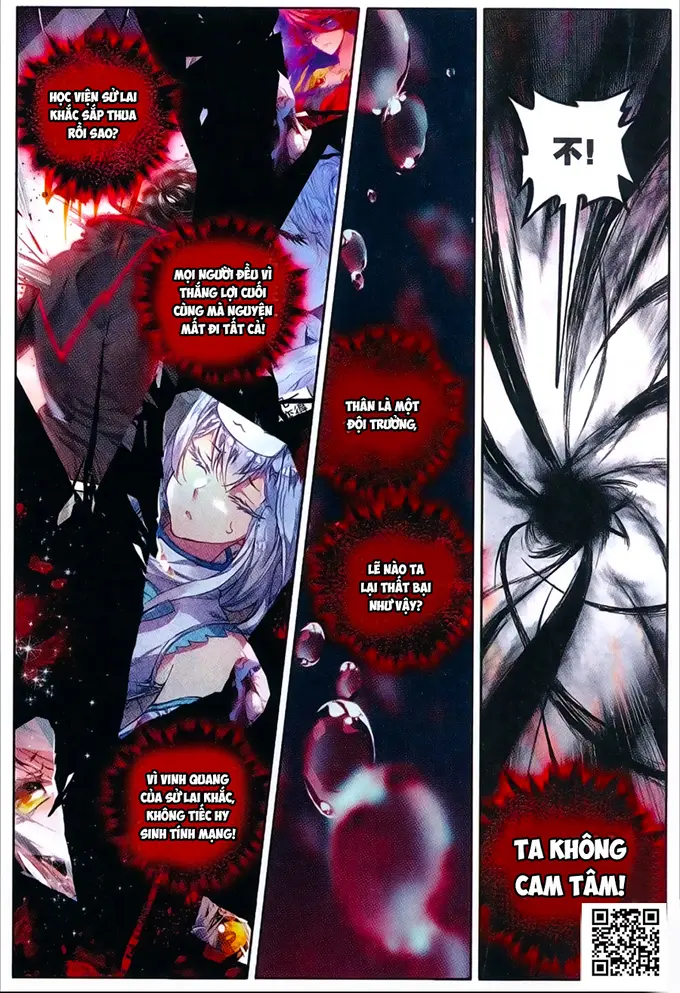 HỌC VIỆN SỬ LAI
KHẮC SẮP THUA
RỒI SAO?
MỌI NGƯỜI ĐỀU VÌ
THẮNG LỢI CUỐI
CÙNG MÀ NGUYỆN
MẤT ĐI TẤT CẢ!
VÌ VINH QUANG
CỦA SỬ LAI KHẮC,
KHÔNG TIẾC HY
SINH TÍNH MẠNG!
THÂN LÀ MỘT
ĐỘI TRƯỞNG,
LẼ NÀO TA
LẠI THẤT BẠI
NHƯ VẬY?
不!
TA KHÔNG
CAM TÂM!